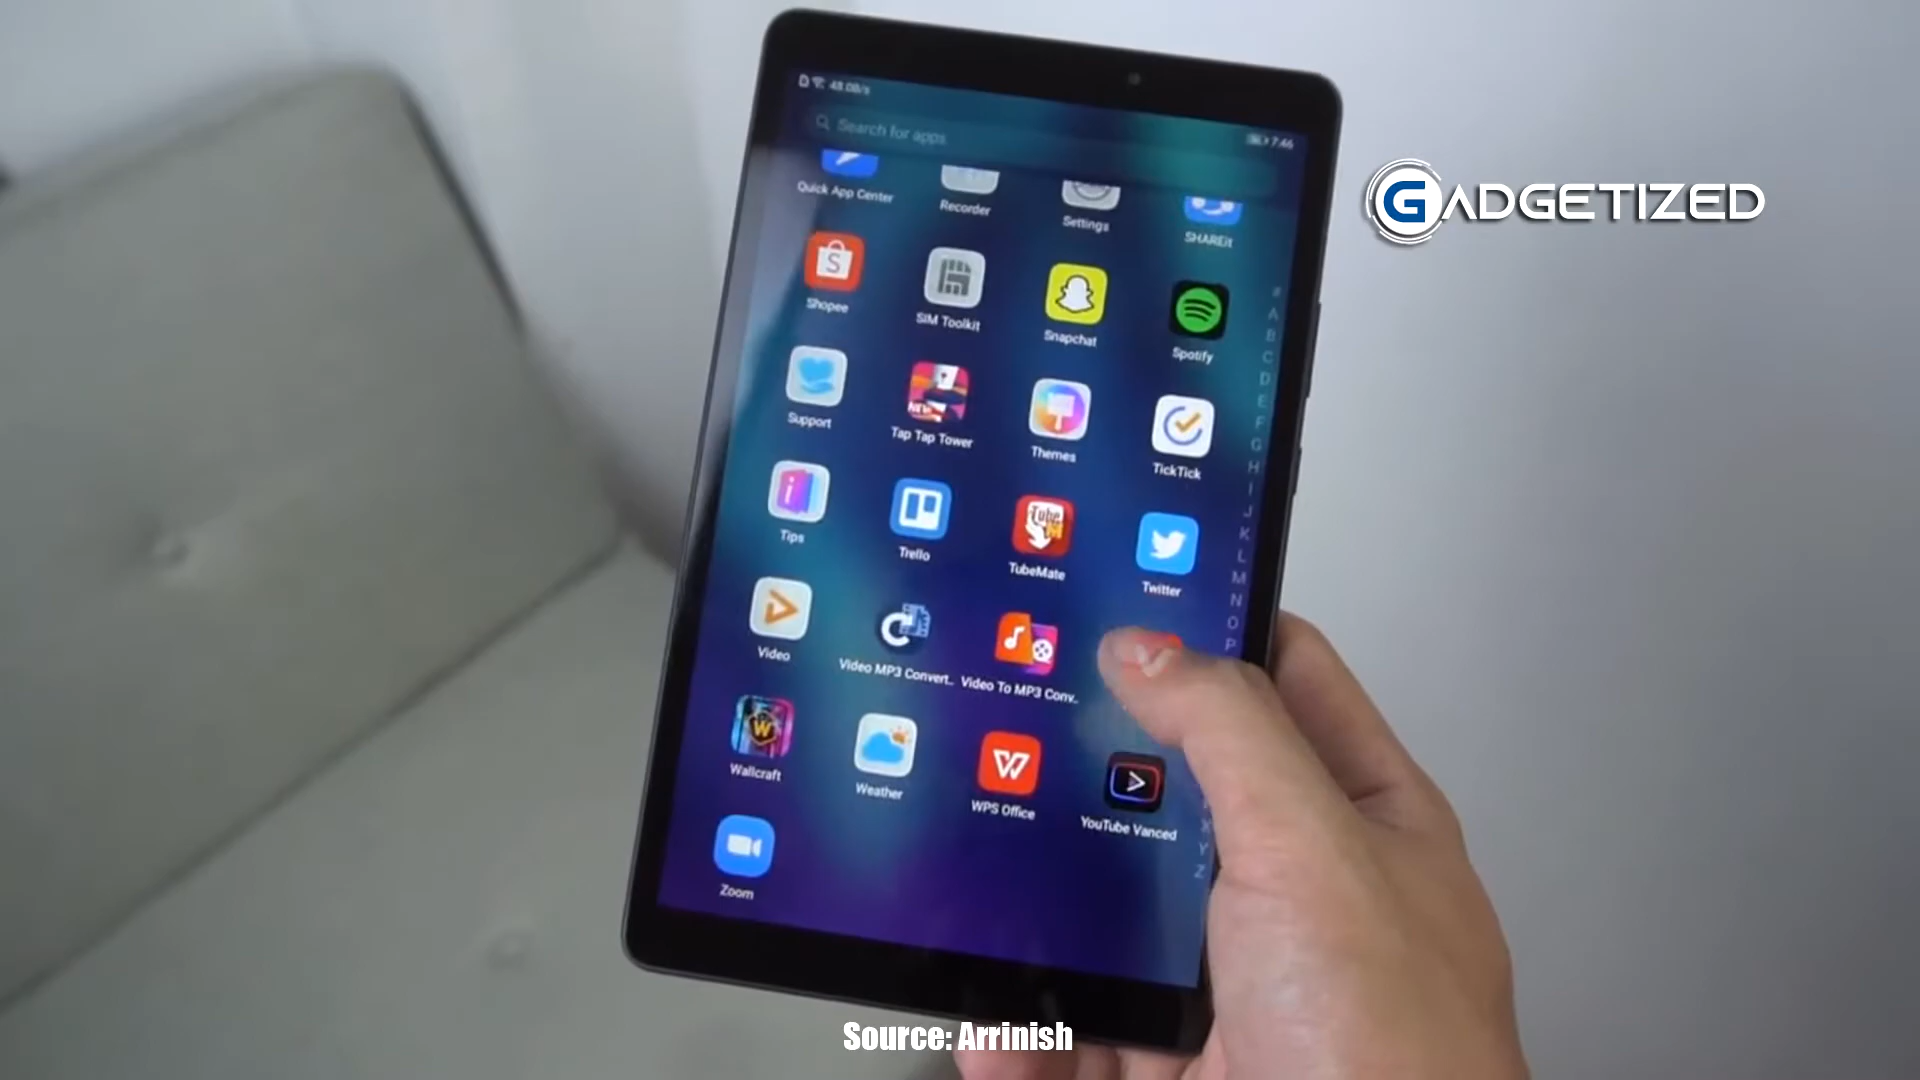 48.0B/s
7:46
Search for apps
Quick App Center
Recorder
Settings
SHAREit
Shopee
SIM Toolkit
Snapchat
Spotify
Support
Tap Tap Tower
Themes
TickTick
Tips
Trello
TubeMate
Twitter
Video
Video MP3 Convert..
Video To MP3 Conv..
Wallcraft
Weather
WPS Office
YouTube Vanced
Zoom
#
A
B
C
D
E
F
G
H
I
J
K
L
M
N
O
P
X
Y
Z
GADGETIZED
Source: Arrinish